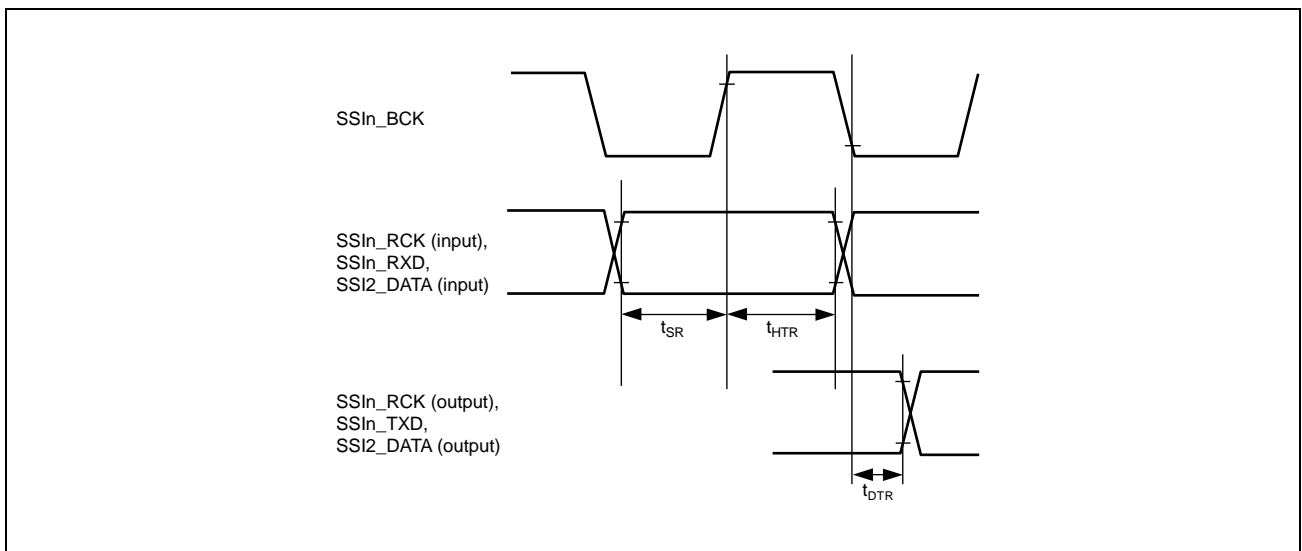 SSIn_BCK
SSIn_RCK (input),
SSIn_RXD,
SSI2_DATA (input)
tSR
tHTR
SSIn_RCK (output),
SSIn_TXD,
SSI2_DATA (output)
tDTR